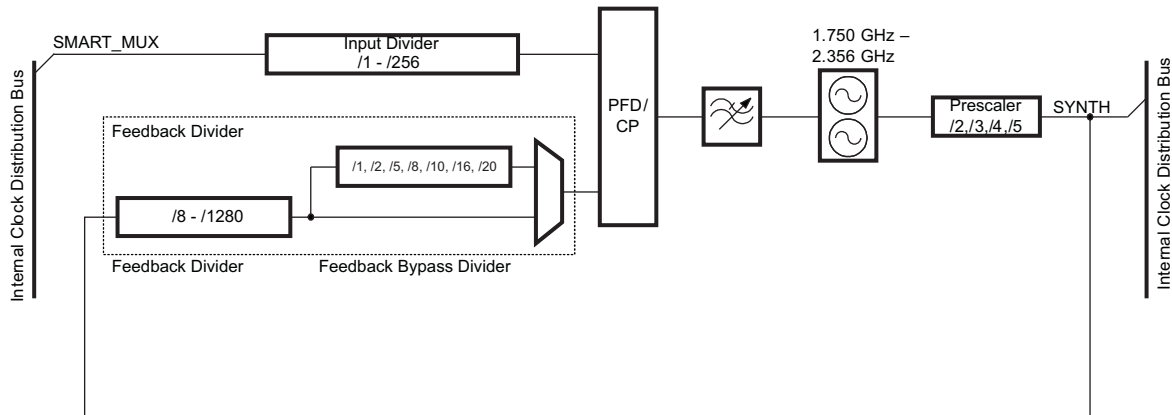 Internal Clock Distribution Bus
SMART_MUX
Input Divider
/1 - /256
PFD/
CP
1.750 GHz –
2.356 GHz
Prescaler
/2,/3,/4,/5
SYNTH
Internal Clock Distribution Bus
Feedback Divider
/1, /2, /5, /8, /10, /16, /20
/8 - /1280
Feedback Divider
Feedback Bypass Divider